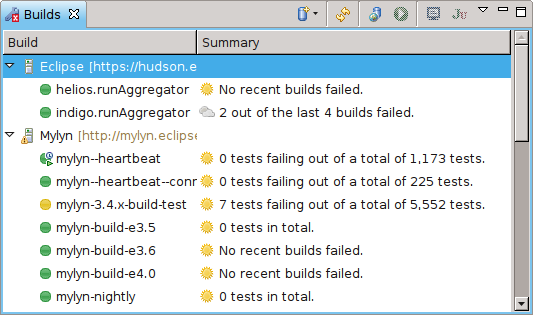 Builds
Build Summary
Eclipse [https://hudson.e
helios.runAggregator No recent builds failed.
indigo.runAggregator 2 out of the last 4 builds failed.
Mylyn [http://mylyn.eclipse
mylyn--heartbeat 0 tests failing out of a total of 1,173 tests.
mylyn--heartbeat--conr 0 tests failing out of a total of 225 tests.
mylyn-3.4.x-build-test 7 tests failing out of a total of 5,552 tests.
mylyn-build-e3.5 0 tests in total.
mylyn-build-e3.6 No recent builds failed.
mylyn-build-e4.0 No recent builds failed.
mylyn-nightly 0 tests in total.